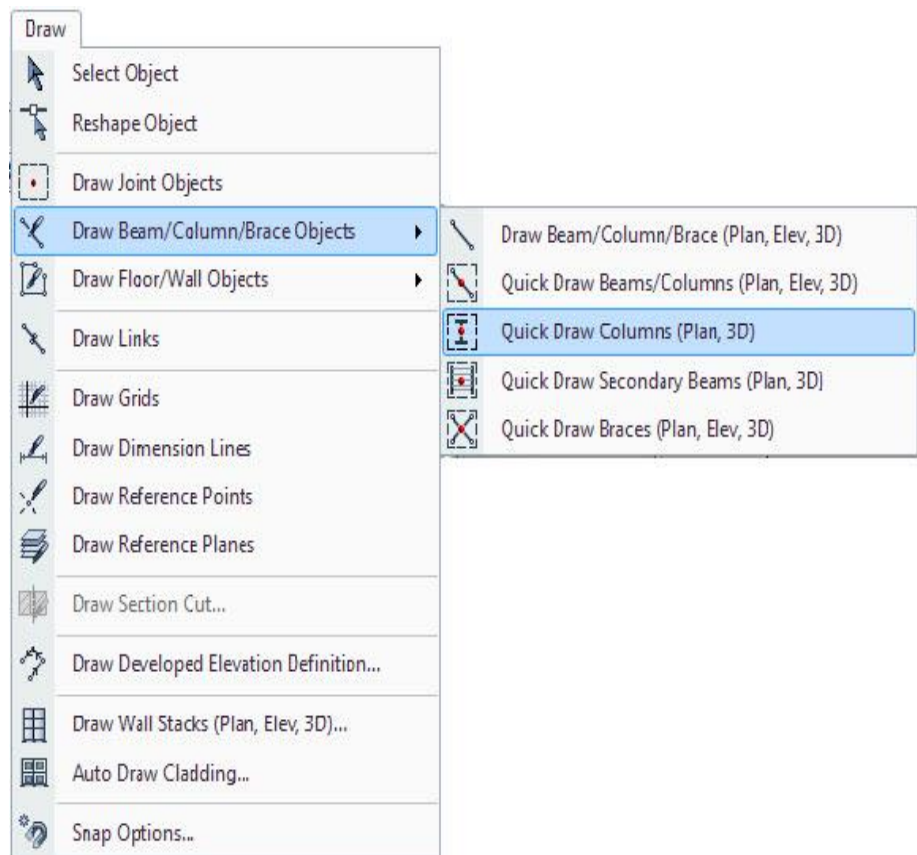 Draw
Select Object
Reshape Object
Draw Joint Objects
Draw Beam/Column/Brace Objects
Draw Floor/Wall Objects
Draw Links
Draw Grids
Draw Dimension Lines
Draw Reference Points
Draw Reference Planes
Draw Section Cut...
Draw Developed Elevation Definition...
Draw Wall Stacks (Plan, Elev, 3D)...
Auto Draw Cladding...
Snap Options...
Draw Beam/Column/Brace (Plan, Elev, 3D)
Quick Draw Beams/Columns (Plan, Elev, 3D)
Quick Draw Columns (Plan, 3D)
Quick Draw Secondary Beams (Plan, 3D)
Quick Draw Braces (Plan, Elev, 3D)